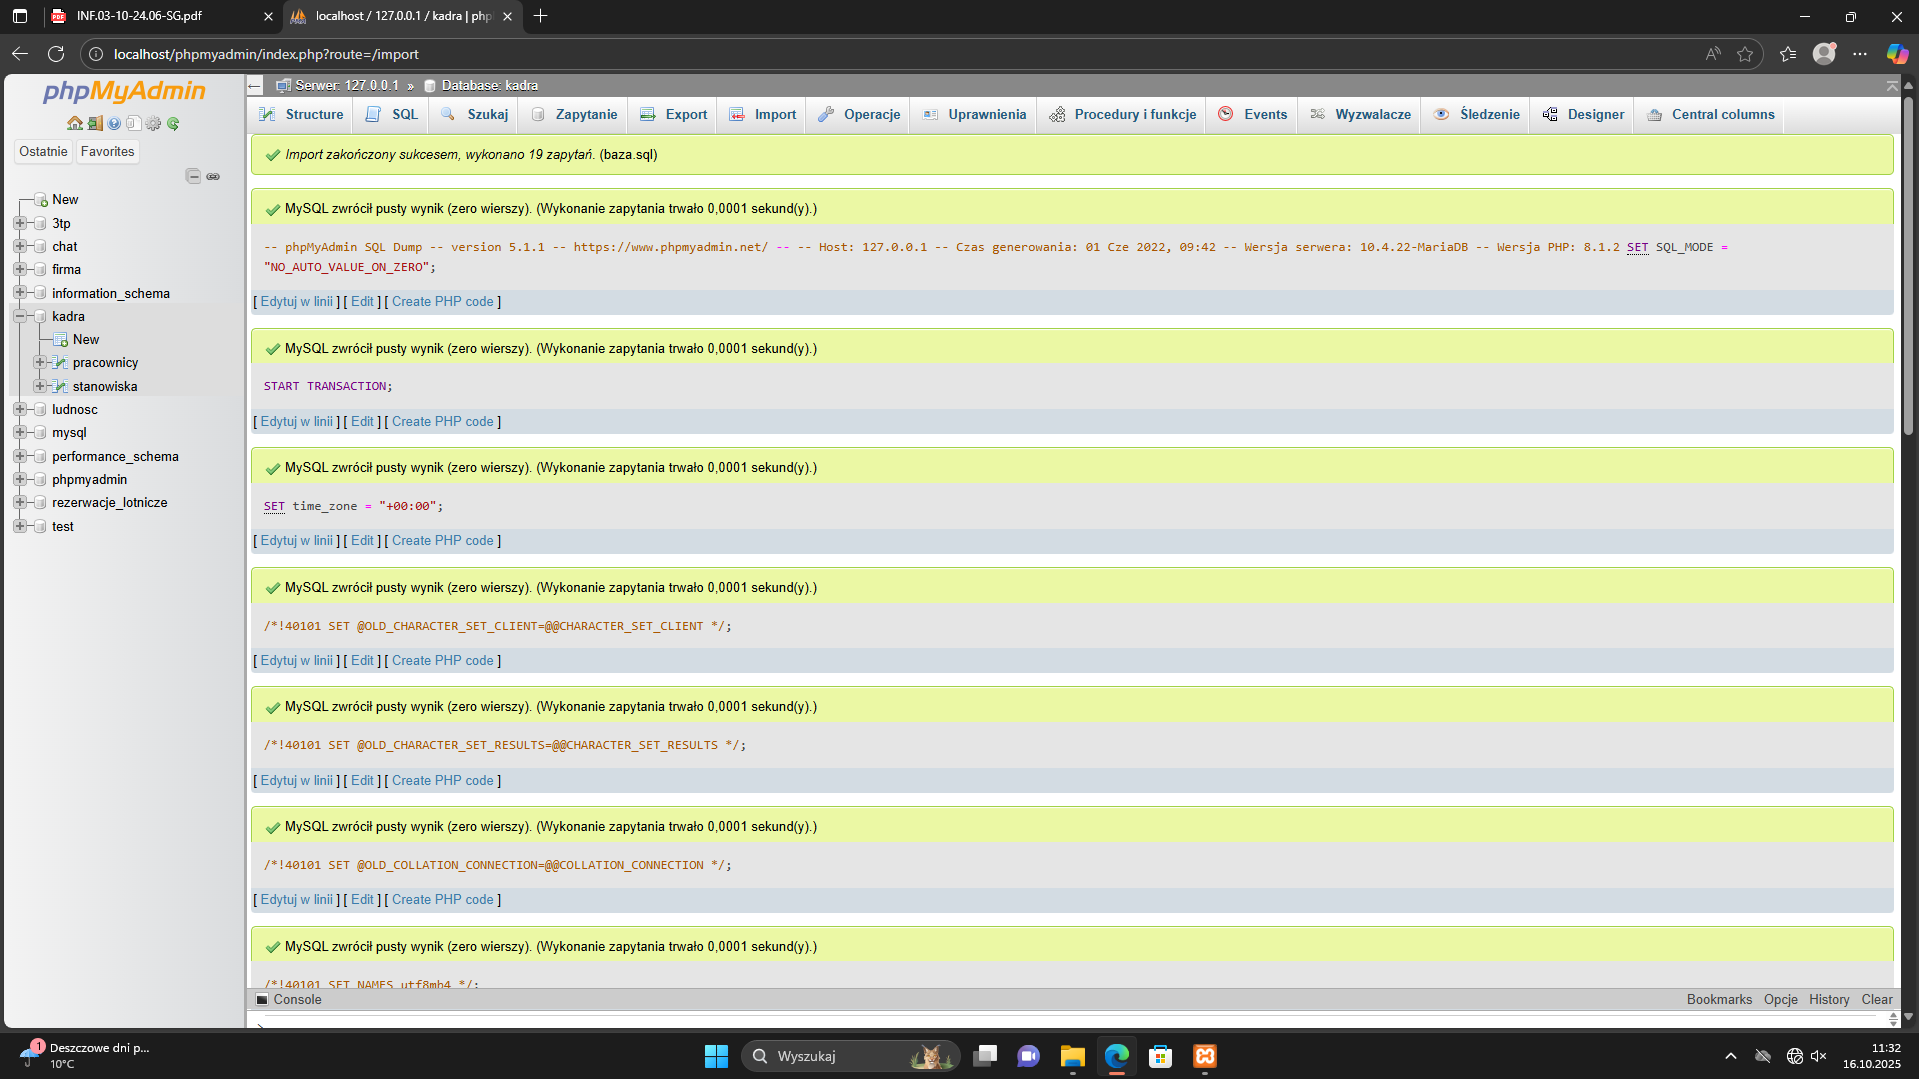 INF.03-10-24.06-SG.pdf
localhost / 127.0.0.1 / kadra | php
localhost/phpmyadmin/index.php?route=/import
phpMyAdmin
Ostatnie Favorites
New
3tp
chat
firma
information_schema
kadra
New
pracownicy
stanowiska
ludnosc
mysql
performance_schema
phpmyadmin
rezerwacje_lotnicze
test
Serwer: 127.0.0.1 » Database: kadra
Structure SQL Szukaj Zapytanie Export Import Operacje Uprawnienia Procedury i funkcje Events Wyzwalacze Śledzenie Designer Central columns
Import zakończony sukcesem, wykonano 19 zapytań. (baza.sql)
MySQL zwrócił pusty wynik (zero wierszy). (Wykonanie zapytania trwało 0,0001 sekund(y).)
-- phpMyAdmin SQL Dump -- version 5.1.1 -- https://www.phpmyadmin.net/ -- -- Host: 127.0.0.1 -- Czas generowania: 01 Cze 2022, 09:42 -- Wersja serwera: 10.4.22-MariaDB -- Wersja PHP: 8.1.2 SET SQL_MODE =
"NO_AUTO_VALUE_ON_ZERO";
[ Edytuj w linii ] [ Edit ] [ Create PHP code ]
MySQL zwrócił pusty wynik (zero wierszy). (Wykonanie zapytania trwało 0,0001 sekund(y).)
START TRANSACTION;
[ Edytuj w linii ] [ Edit ] [ Create PHP code ]
MySQL zwrócił pusty wynik (zero wierszy). (Wykonanie zapytania trwało 0,0001 sekund(y).)
SET time_zone = "+00:00";
[ Edytuj w linii ] [ Edit ] [ Create PHP code ]
MySQL zwrócił pusty wynik (zero wierszy). (Wykonanie zapytania trwało 0,0001 sekund(y).)
/*!40101 SET @OLD_CHARACTER_SET_CLIENT=@@CHARACTER_SET_CLIENT */;
[ Edytuj w linii ] [ Edit ] [ Create PHP code ]
MySQL zwrócił pusty wynik (zero wierszy). (Wykonanie zapytania trwało 0,0001 sekund(y).)
/*!40101 SET @OLD_CHARACTER_SET_RESULTS=@@CHARACTER_SET_RESULTS */;
[ Edytuj w linii ] [ Edit ] [ Create PHP code ]
MySQL zwrócił pusty wynik (zero wierszy). (Wykonanie zapytania trwało 0,0001 sekund(y).)
/*!40101 SET @OLD_COLLATION_CONNECTION=@@COLLATION_CONNECTION */;
[ Edytuj w linii ] [ Edit ] [ Create PHP code ]
MySQL zwrócił pusty wynik (zero wierszy). (Wykonanie zapytania trwało 0,0001 sekund(y).)
/*!40101 SET NAMES utf8mb4 */;
Console Bookmarks Opcje History Clear
>
1 Deszczowe dni p...
10°C
Wyszukaj
11:32
16.10.2025